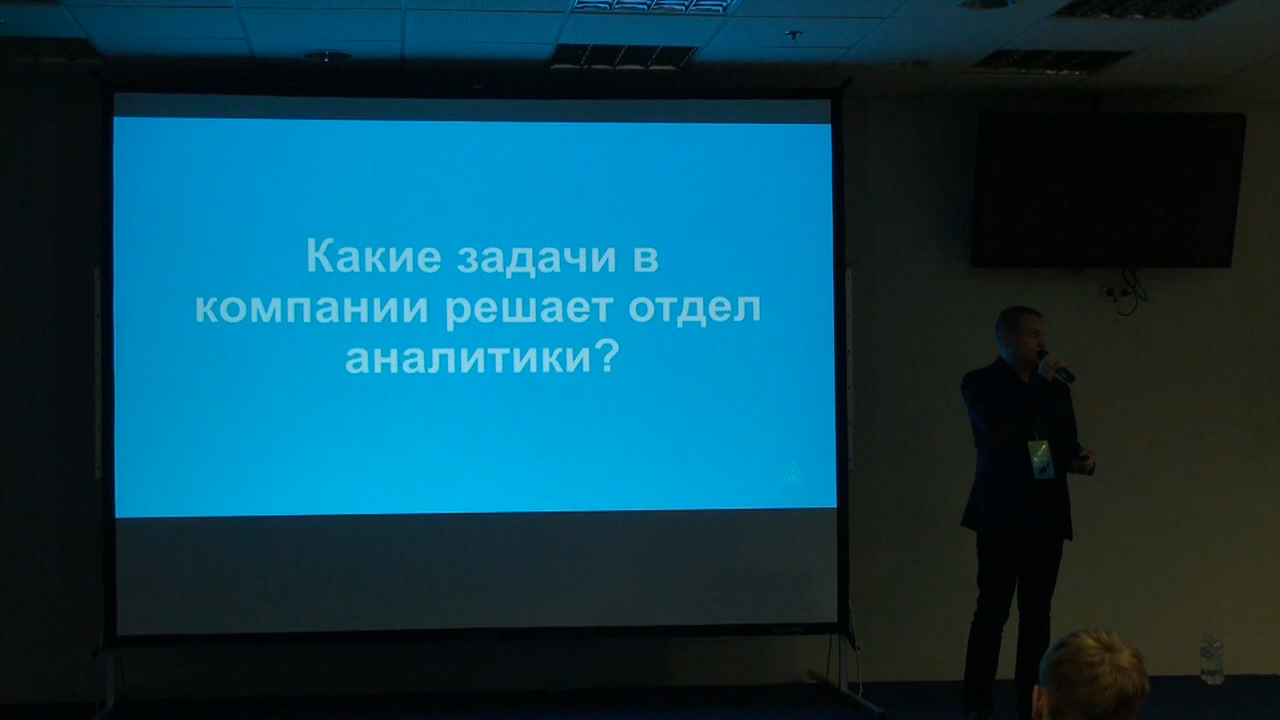 Какие задачи в
компании решает отдел
аналитики?